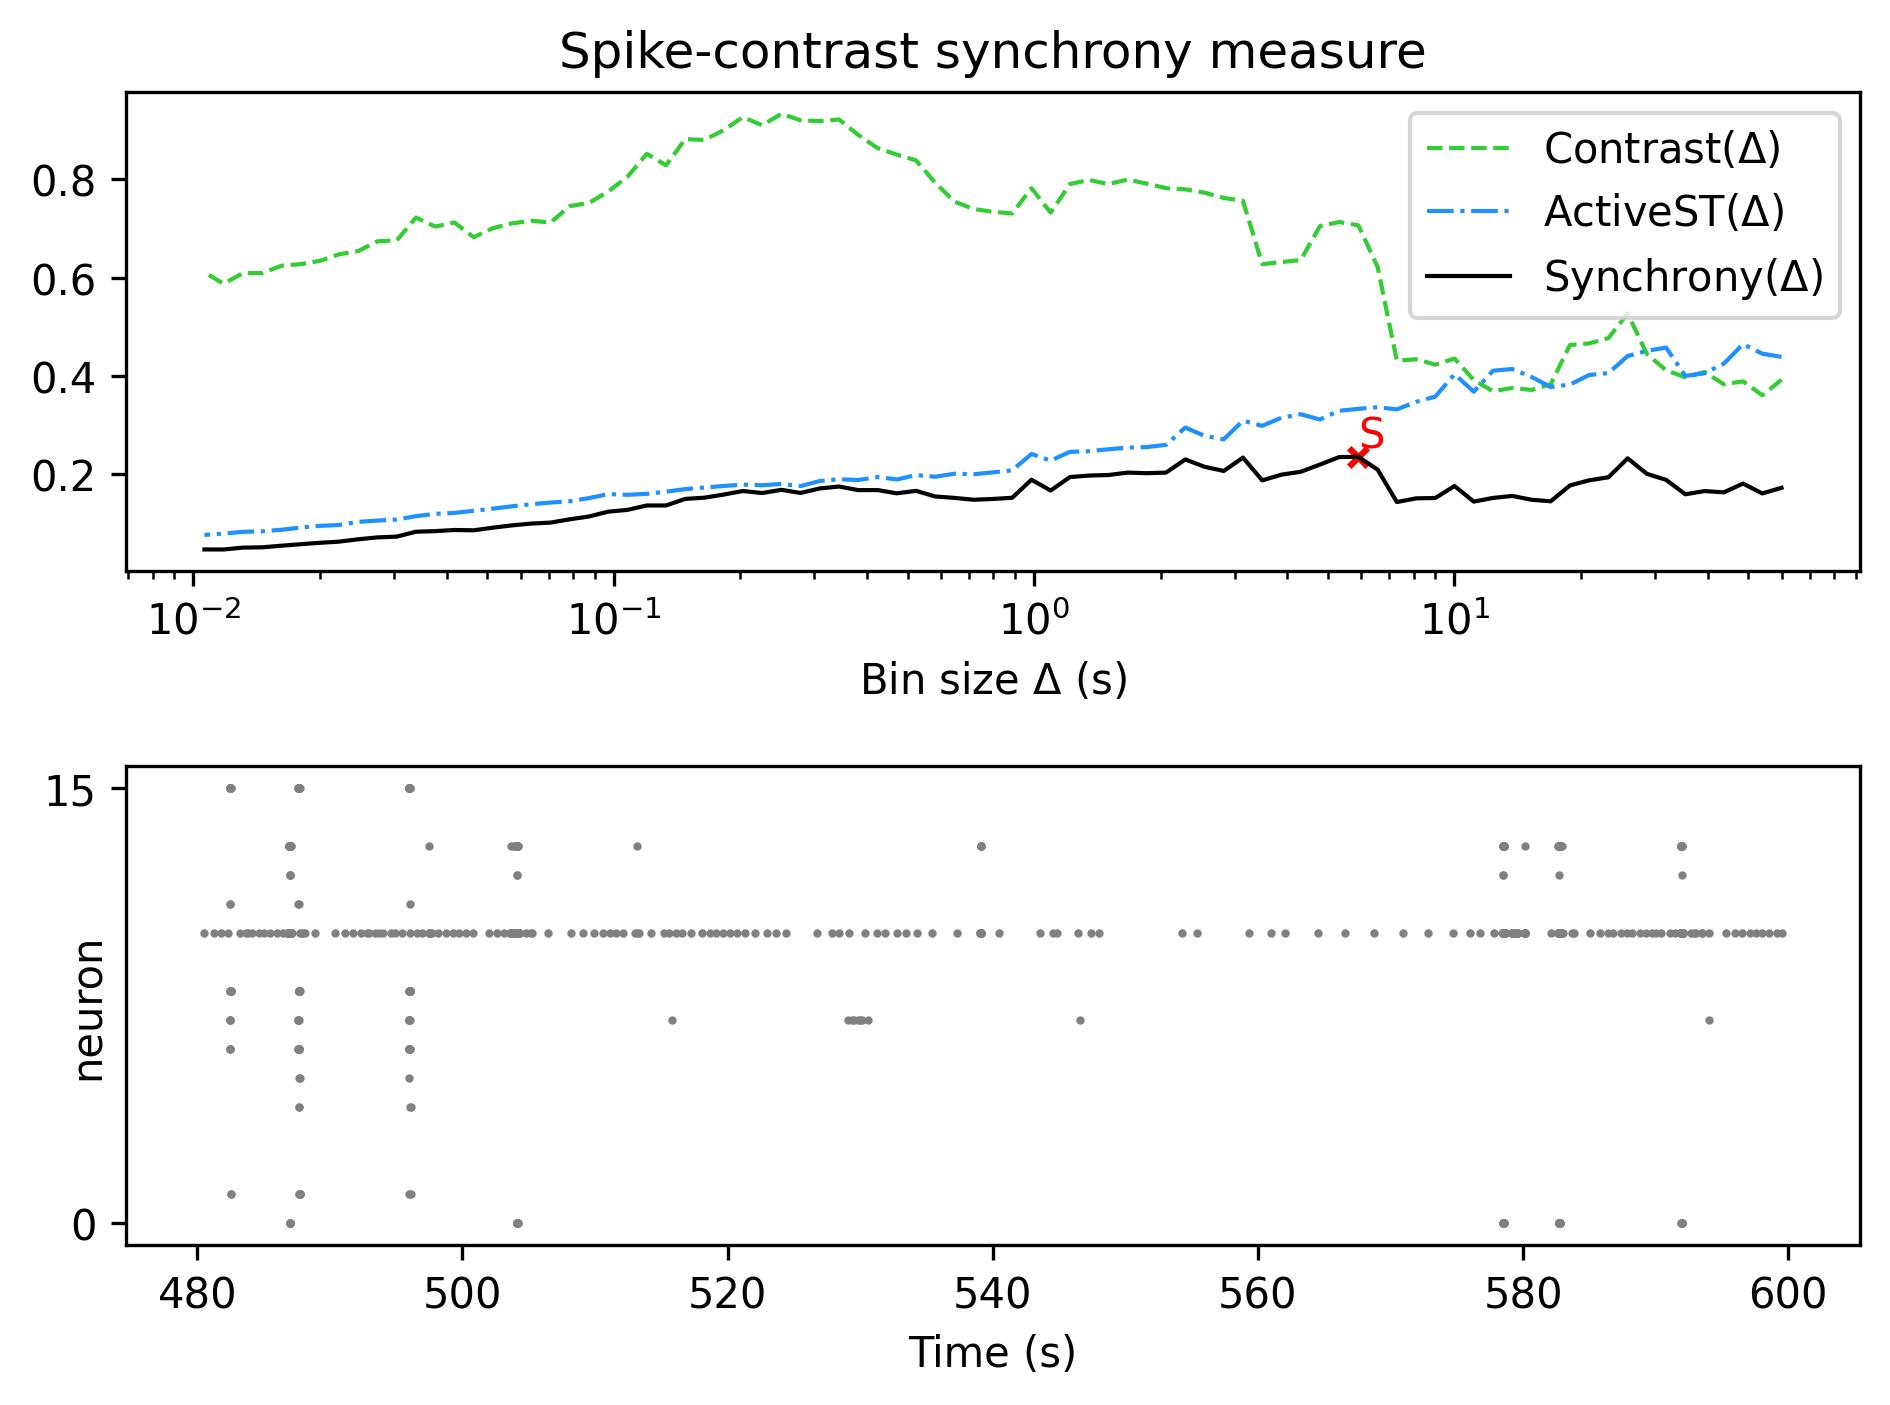 Spike-contrast synchrony measure
0.8
0.6
0.4
0.2
Contrast(Δ)
ActiveST(Δ)
Synchrony(Δ)
S
10⁻² 10⁻¹ 10⁰ 10¹
Bin size Δ (s)
15
0
neuron
480 500 520 540 560 580 600
Time (s)